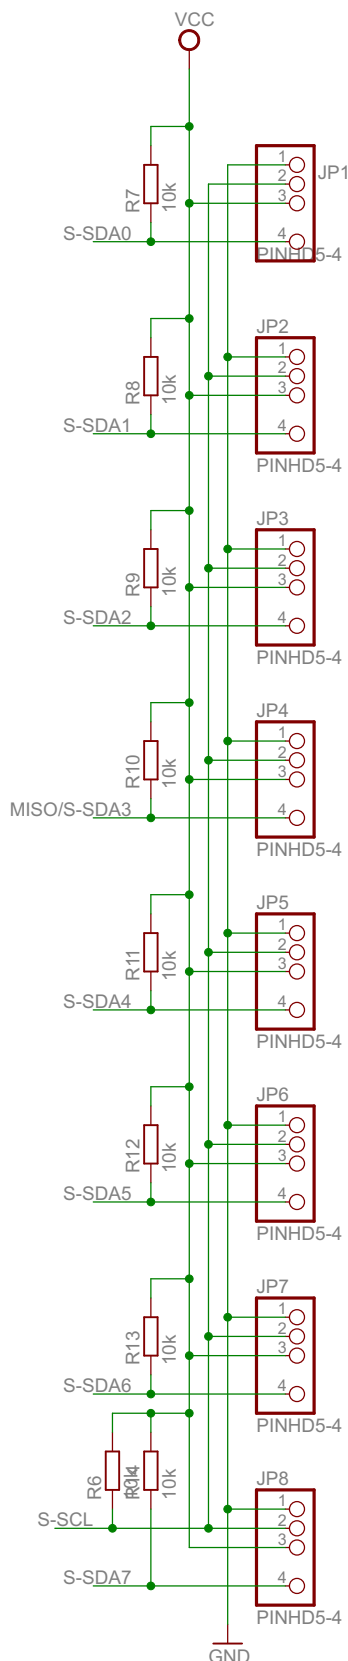 VCC
R7
10k
S-SDA0
1
2
3
4
JP1
PINHD5-4
R8
10k
S-SDA1
JP2
1
2
3
4
PINHD5-4
R9
10k
S-SDA2
JP3
1
2
3
4
PINHD5-4
R10
10k
MISO/S-SDA3
JP4
1
2
3
4
PINHD5-4
R11
10k
S-SDA4
JP5
1
2
3
4
PINHD5-4
R12
10k
S-SDA5
JP6
1
2
3
4
PINHD5-4
R13
10k
S-SDA6
JP7
1
2
3
4
PINHD5-4
R6
10k
R14
10k
S-SCL
S-SDA7
JP8
1
2
3
4
PINHD5-4
GND